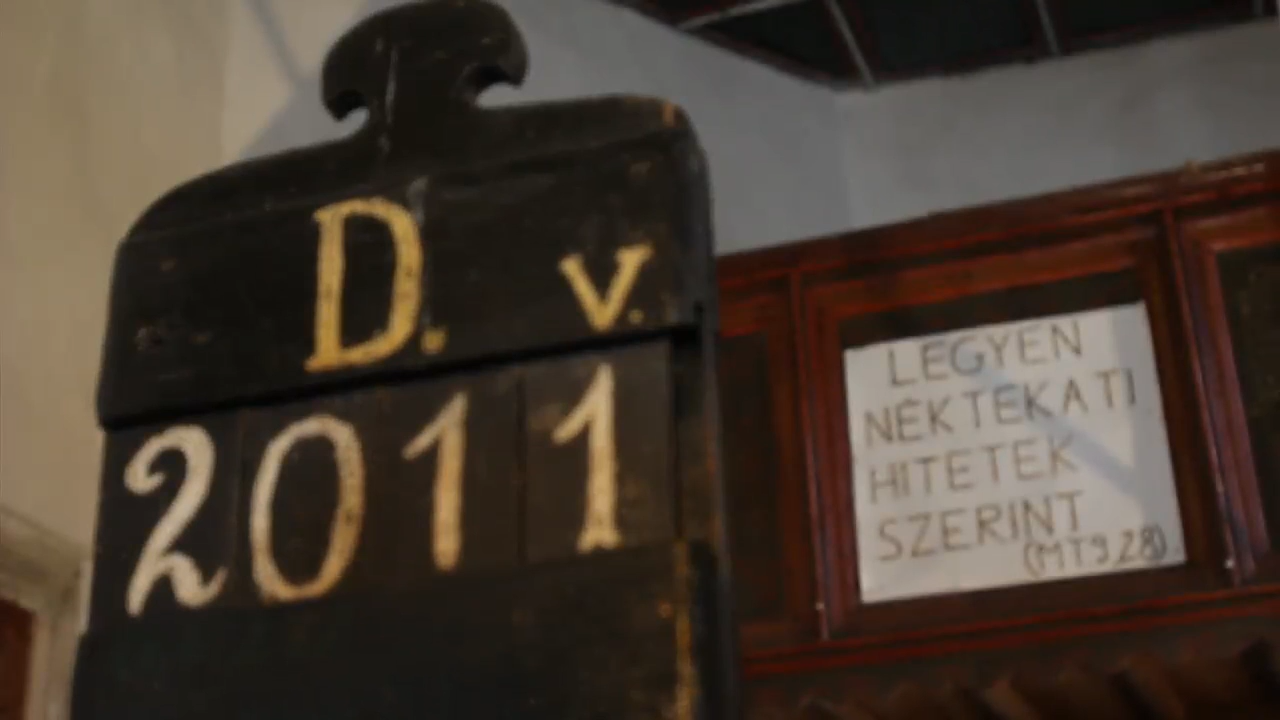 D. v.
2011
LEGYEN
NÉKTEK A TI
HITETEK
SZERINT
(MT 9 28)